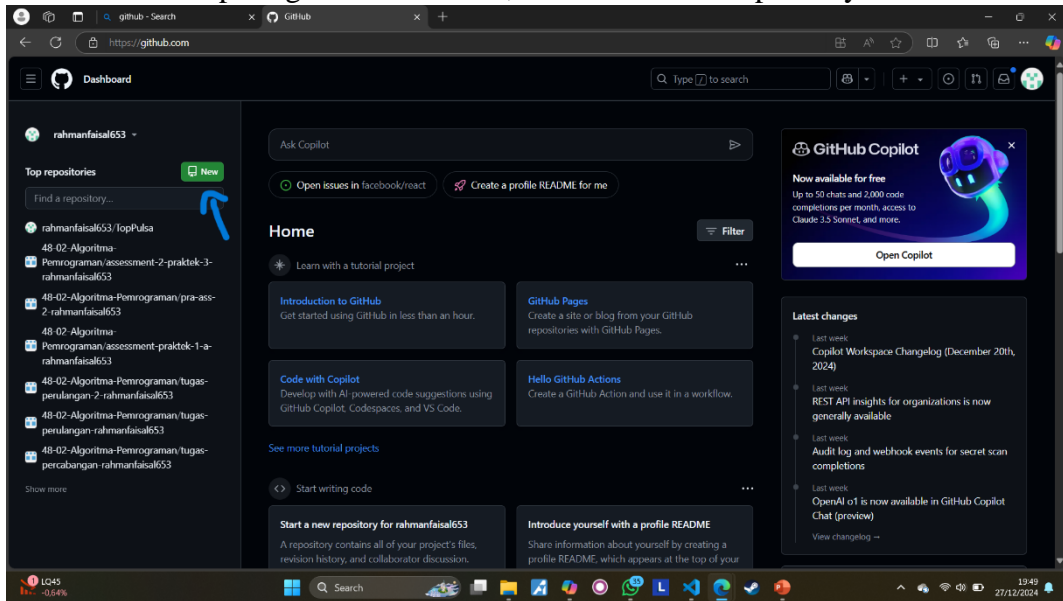 github - Search
GitHub
https://github.com
Dashboard
Type / to search
rahmanfaisal653
Top repositories
New
Find a repository...
rahmanfaisal653/TopPulsa
48-02-Algoritma-
Pemrograman/assessment-2-praktek-3-
rahmanfaisal653
48-02-Algoritma-Pemrograman/pra-ass-
2-rahmanfaisal653
48-02-Algoritma-
Pemrograman/assessment-praktek-1-a-
rahmanfaisal653
48-02-Algoritma-Pemrograman/tugas-
perulangan-2-rahmanfaisal653
48-02-Algoritma-Pemrograman/tugas-
perulangan-rahmanfaisal653
48-02-Algoritma-Pemrograman/tugas-
percabangan-rahmanfaisal653
Show more
Ask Copilot
Open issues in facebook/react
Create a profile README for me
Home
Filter
Learn with a tutorial project
Introduction to GitHub
Get started using GitHub in less than an hour.
GitHub Pages
Create a site or blog from your GitHub
repositories with GitHub Pages.
Code with Copilot
Develop with AI-powered code suggestions using
GitHub Copilot, Codespaces, and VS Code.
Hello GitHub Actions
Create a GitHub Action and use it in a workflow.
See more tutorial projects
Start writing code
Start a new repository for rahmanfaisal653
A repository contains all of your project's files,
revision history, and collaborator discussion.
Introduce yourself with a profile README
Share information about yourself by creating a
profile README, which appears at the top of your
GitHub Copilot
Now available for free
Up to 50 chats and 2,000 code
completions per month, access to
Claude 3.5 Sonnet, and more.
Open Copilot
Latest changes
Last week
Copilot Workspace Changelog (December 20th,
2024)
Last week
REST API insights for organizations is now
generally available
Last week
Audit log and webhook events for secret scan
completions
Last week
OpenAI o1 is now available in GitHub Copilot
Chat (preview)
View changelog →
1
LQ45
-0,64%
Search
35
L
19:49
27/12/2024